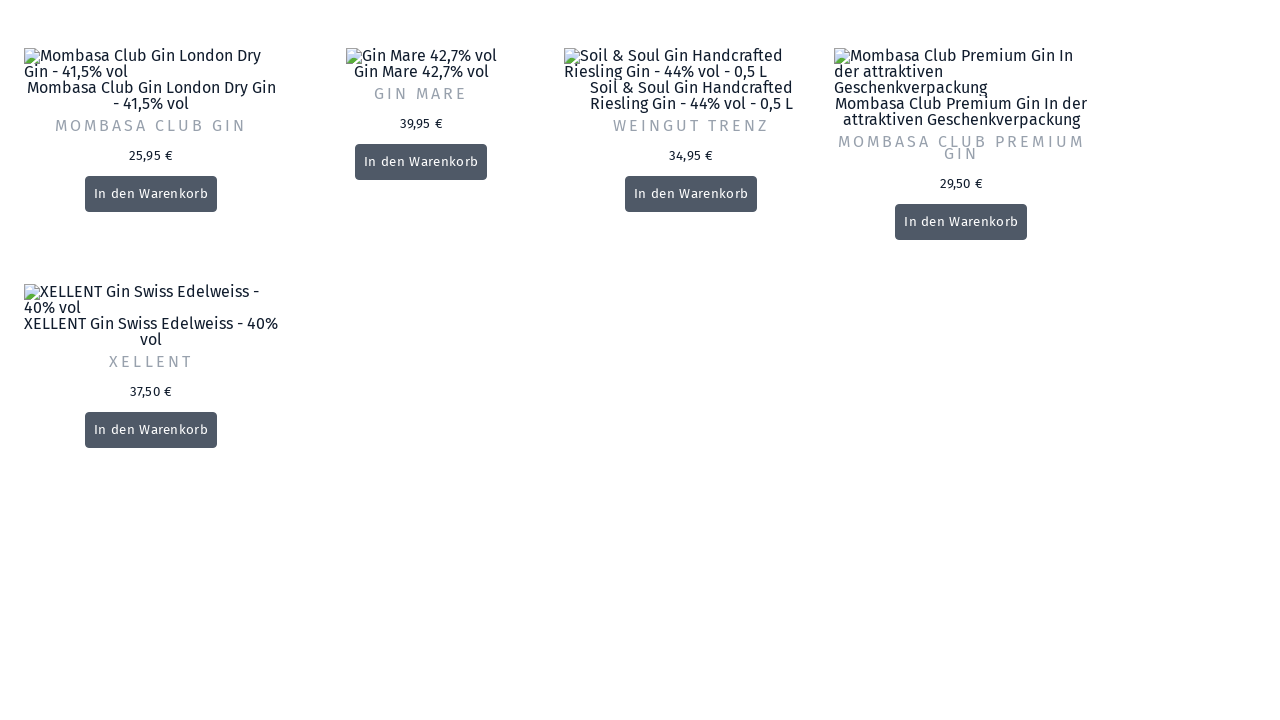 Mombasa Club Gin London Dry
Gin - 41,5% vol
Mombasa Club Gin London Dry Gin
- 41,5% vol
MOMBASA CLUB GIN
25,95 €
In den Warenkorb
Gin Mare 42,7% vol
Gin Mare 42,7% vol
GIN MARE
39,95 €
In den Warenkorb
Soil & Soul Gin Handcrafted
Riesling Gin - 44% vol - 0,5 L
Soil & Soul Gin Handcrafted
Riesling Gin - 44% vol - 0,5 L
WEINGUT TRENZ
34,95 €
In den Warenkorb
Mombasa Club Premium Gin In
der attraktiven
Geschenkverpackung
Mombasa Club Premium Gin In der
attraktiven Geschenkverpackung
MOMBASA CLUB PREMIUM
GIN
29,50 €
In den Warenkorb
XELLENT Gin Swiss Edelweiss -
40% vol
XELLENT Gin Swiss Edelweiss - 40%
vol
XELLENT
37,50 €
In den Warenkorb